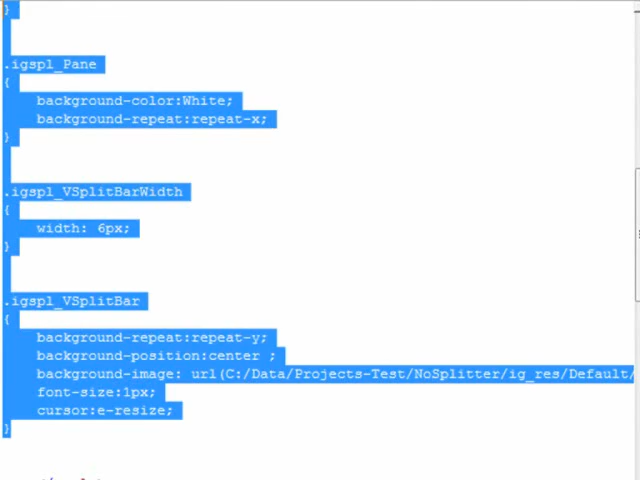 }
.igspl_Pane
{
background-color:White;
background-repeat:repeat-x;
}
.igspl_VSplitBarWidth
{
width: 6px;
}
.igspl_VSplitBar
{
background-repeat:repeat-y;
background-position:center ;
background-image: url(C:/Data/Projects-Test/NoSplitter/ig_res/Default/
font-size:1px;
cursor:e-resize;
}